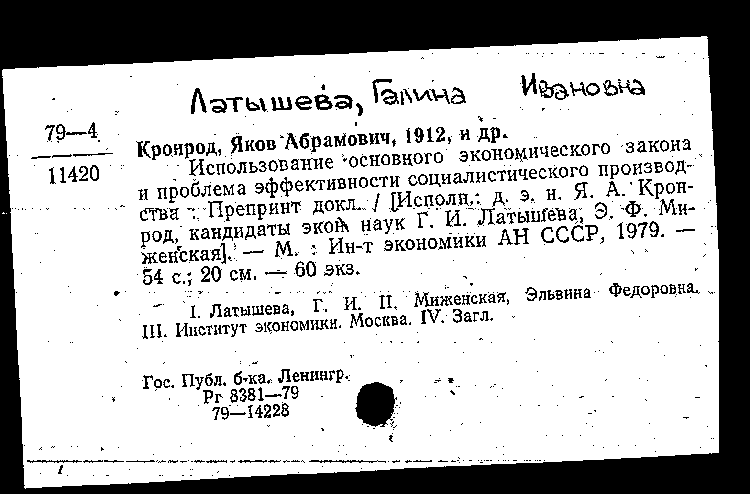 Латышева, Галина Ивановна
79—4
11420
Кронрод, Яков Абрамович, 1912, и др.
Использование основного экономического закона
и проблема эффективности социалистического производ-
ства : Препринт докл. / [Исполн.: д. э. н. Я. А. Крон-
род, кандидаты экон наук Г. И. Латышева, Э. Ф. Ми-
женская]. — М. : Ин-т экономики АН СССР, 1979. —
54 с.; 20 см. — 60 экз.
I. Латышева, Г. И. II. Миженская, Эльвина Федоровна.
III. Институт экономики. Москва. IV. Загл.
Гос. Публ. б-ка. Ленингр.
Рг 8381—79
79—14228